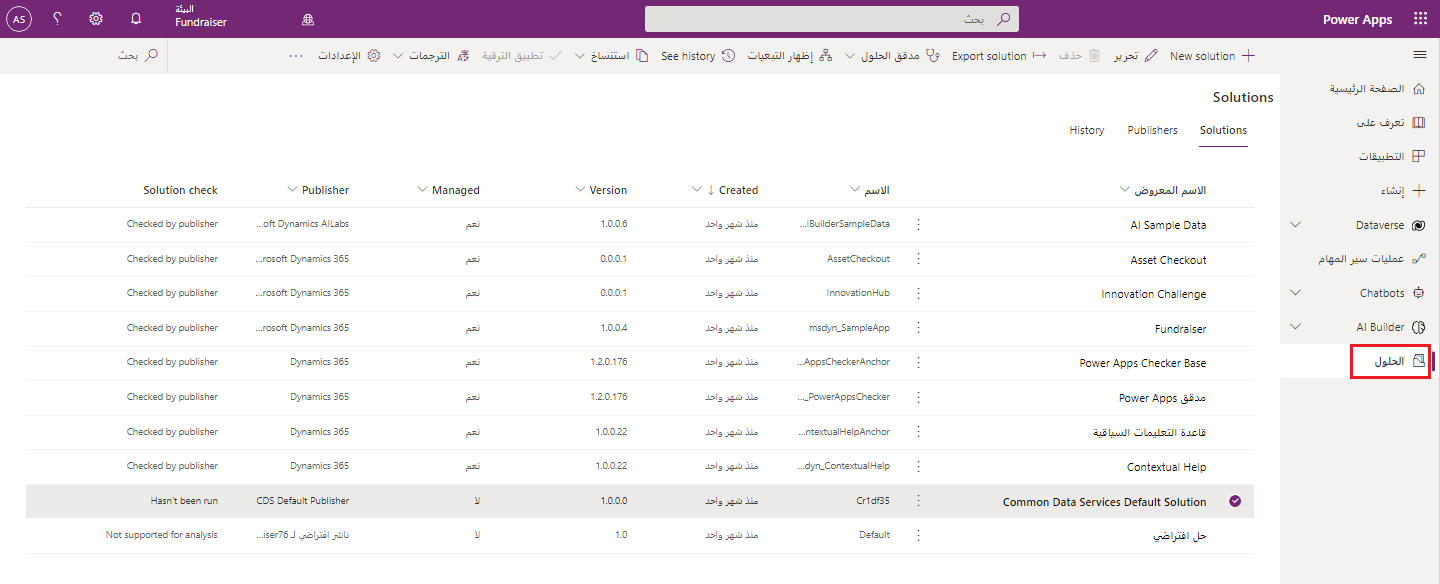 Power Apps
بحث
البيئة
Fundraiser
AS
New solution
تحرير
حذف
Export solution
مدقق الحلول
إظهار التبعيات
See history
استنساخ
تطبيق الترقية
الترجمات
الإعدادات
...
بحث
الصفحة الرئيسية
تعرف على
التطبيقات
إنشاء
Dataverse
عمليات سير المهام
Chatbots
AI Builder
الحلول
Solutions
Solutions Publishers History
الاسم المعروض الاسم Created Version Managed Publisher Solution check
AI Sample Data ...lBuilderSampleData منذ شهر واحد 1.0.0.6 نعم ...oft Dynamics AILabs Checked by publisher
Asset Checkout AssetCheckout منذ شهر واحد 0.0.0.1 نعم ...rosoft Dynamics 365 Checked by publisher
Innovation Challenge InnovationHub منذ شهر واحد 0.0.0.1 نعم ...rosoft Dynamics 365 Checked by publisher
Fundraiser msdyn_SampleApp منذ شهر واحد 1.0.0.4 نعم ...rosoft Dynamics 365 Checked by publisher
Power Apps Checker Base ...AppsCheckerAnchor منذ شهر واحد 1.2.0.176 نعم Dynamics 365 Checked by publisher
مدقق Power Apps ..._PowerAppsChecker منذ شهر واحد 1.2.0.176 نعم Dynamics 365 Checked by publisher
قاعدة التعليمات السياقية ...ntextualHelpAnchor منذ شهر واحد 1.0.0.22 نعم Dynamics 365 Checked by publisher
Contextual Help ...dyn_ContextualHelp منذ شهر واحد 1.0.0.22 نعم Dynamics 365 Checked by publisher
Common Data Services Default Solution Cr1df35 منذ شهر واحد 1.0.0.0 لا CDS Default Publisher Hasn't been run
حل افتراضي Default منذ شهر واحد 1.0 لا ناشر افتراضي لـ iser76... Not supported for analysis